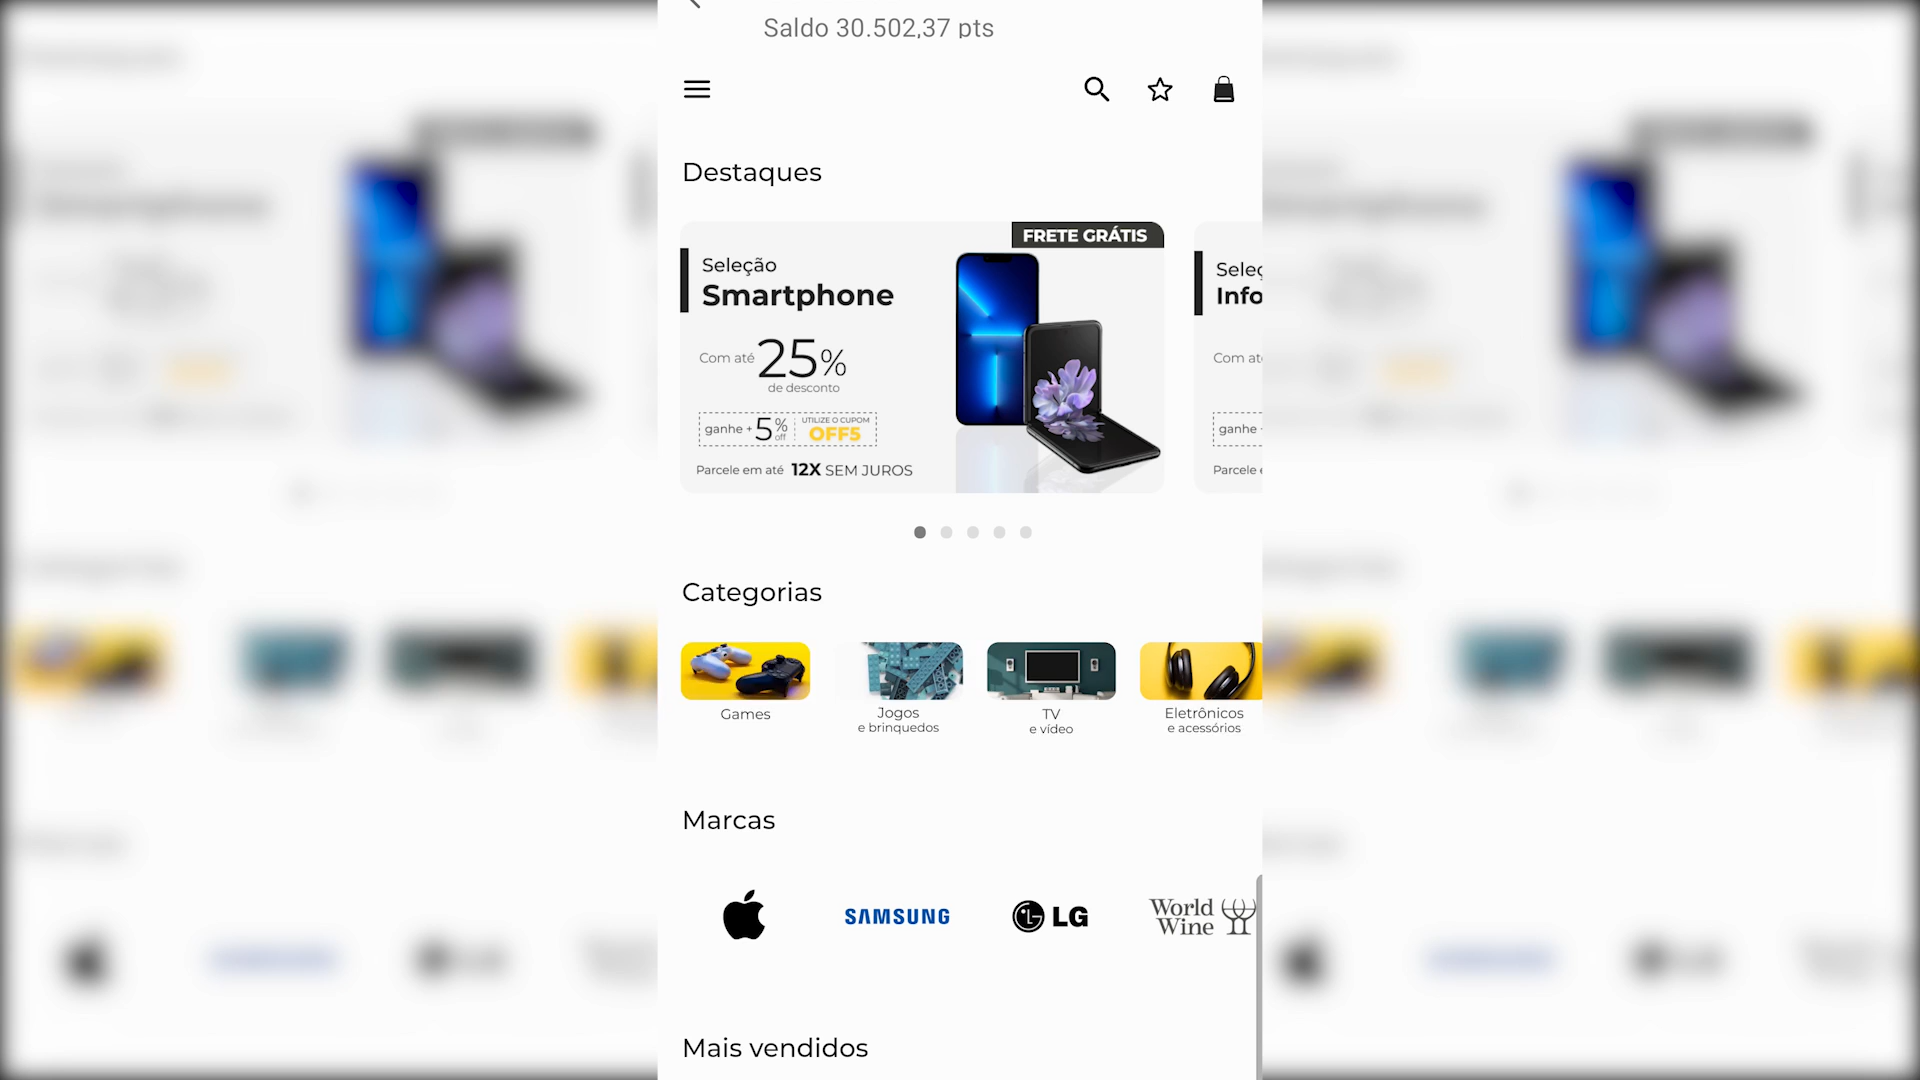 Saldo 30.502,37 pts
Destaques
FRETE GRÁTIS
Seleção
Smartphone
Com até 25%
de desconto
ganhe + 5% off
UTILIZE O CUPOM
OFF5
Parcele em até 12X SEM JUROS
Seleç
Info
Com at
ganhe
Parcele e
Categorias
Games
Jogos
e brinquedos
TV
e vídeo
Eletrônicos
e acessórios
Marcas
SAMSUNG
LG
World
Wine
Mais vendidos